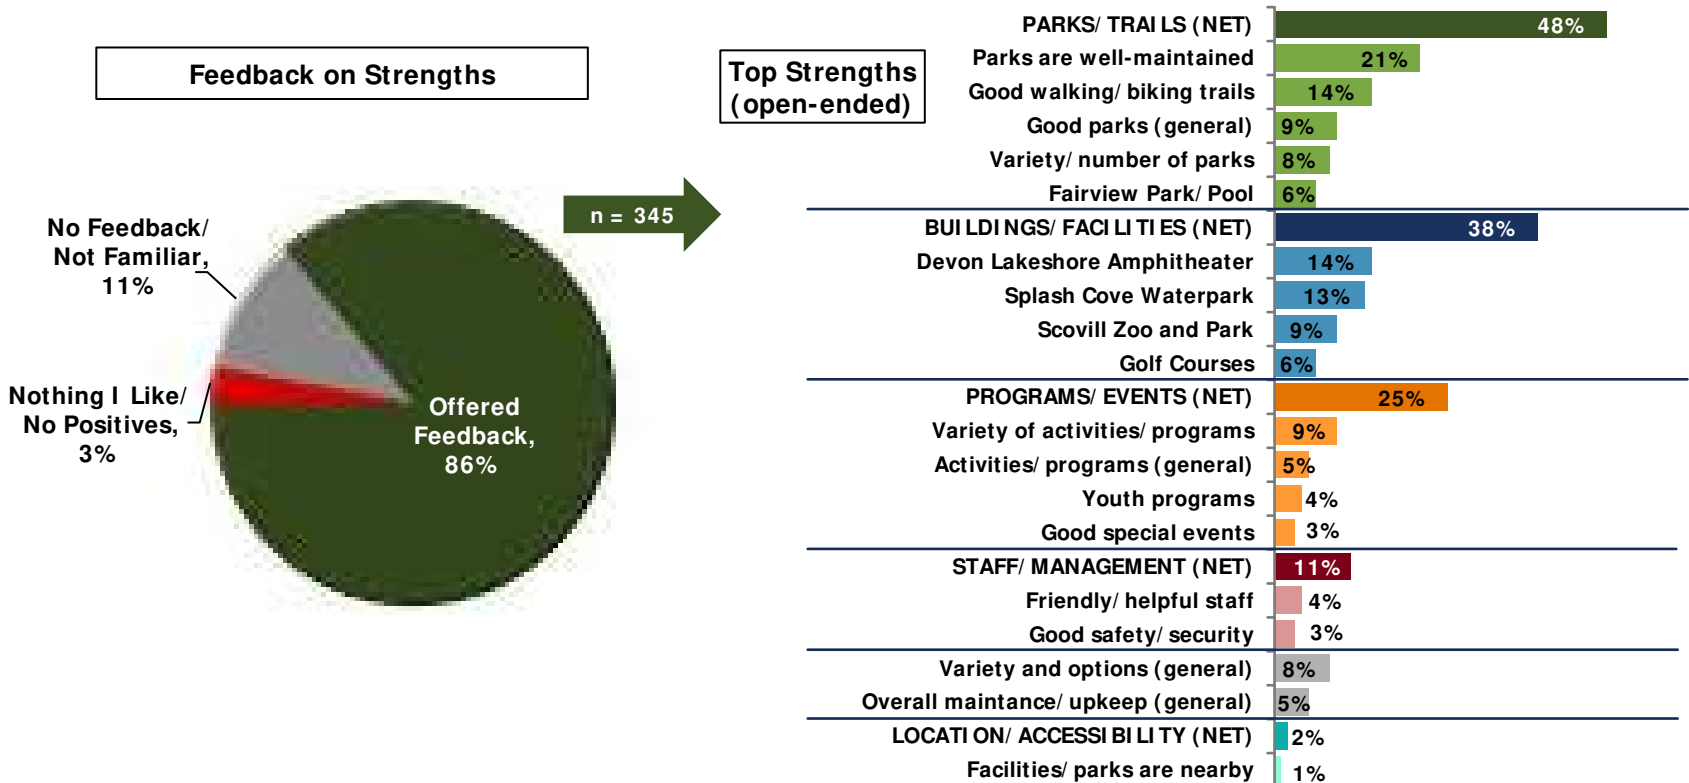 Feedback on Strengths
No Feedback/
Not Familiar,
11%
Nothing I Like/
No Positives,
3%
Offered
Feedback,
86%
n = 345
Top Strengths
(open-ended)
PARKS/ TRAILS (NET) 48%
Parks are well-maintained 21%
Good walking/ biking trails 14%
Good parks (general) 9%
Variety/ number of parks 8%
Fairview Park/ Pool 6%
BUILDINGS/ FACILITIES (NET) 38%
Devon Lakeshore Amphitheater 14%
Splash Cove Waterpark 13%
Scovill Zoo and Park 9%
Golf Courses 6%
PROGRAMS/ EVENTS (NET) 25%
Variety of activities/ programs 9%
Activities/ programs (general) 5%
Youth programs 4%
Good special events 3%
STAFF/ MANAGEMENT (NET) 11%
Friendly/ helpful staff 4%
Good safety/ security 3%
Variety and options (general) 8%
Overall maintance/ upkeep (general) 5%
LOCATION/ ACCESSIBILITY (NET) 2%
Facilities/ parks are nearby 1%